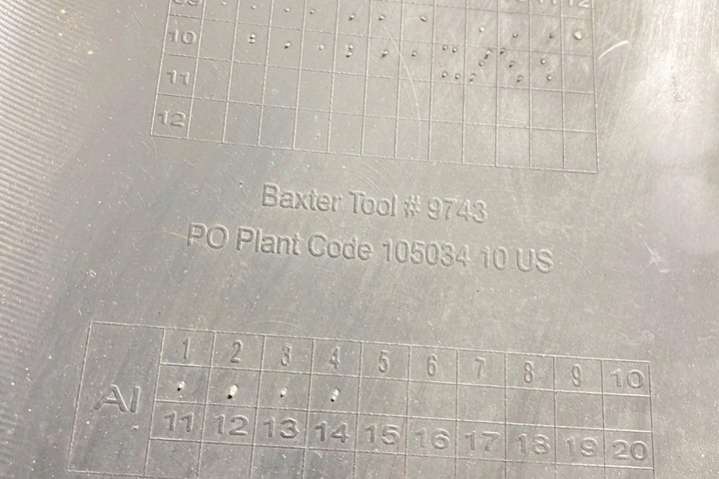 10
11
12
Baxter Tool # 9743
PO Plant Code 105034 10 US
AI
1 2 3 4 5 6 7 8 9 10
11 12 13 14 15 16 17 18 19 20